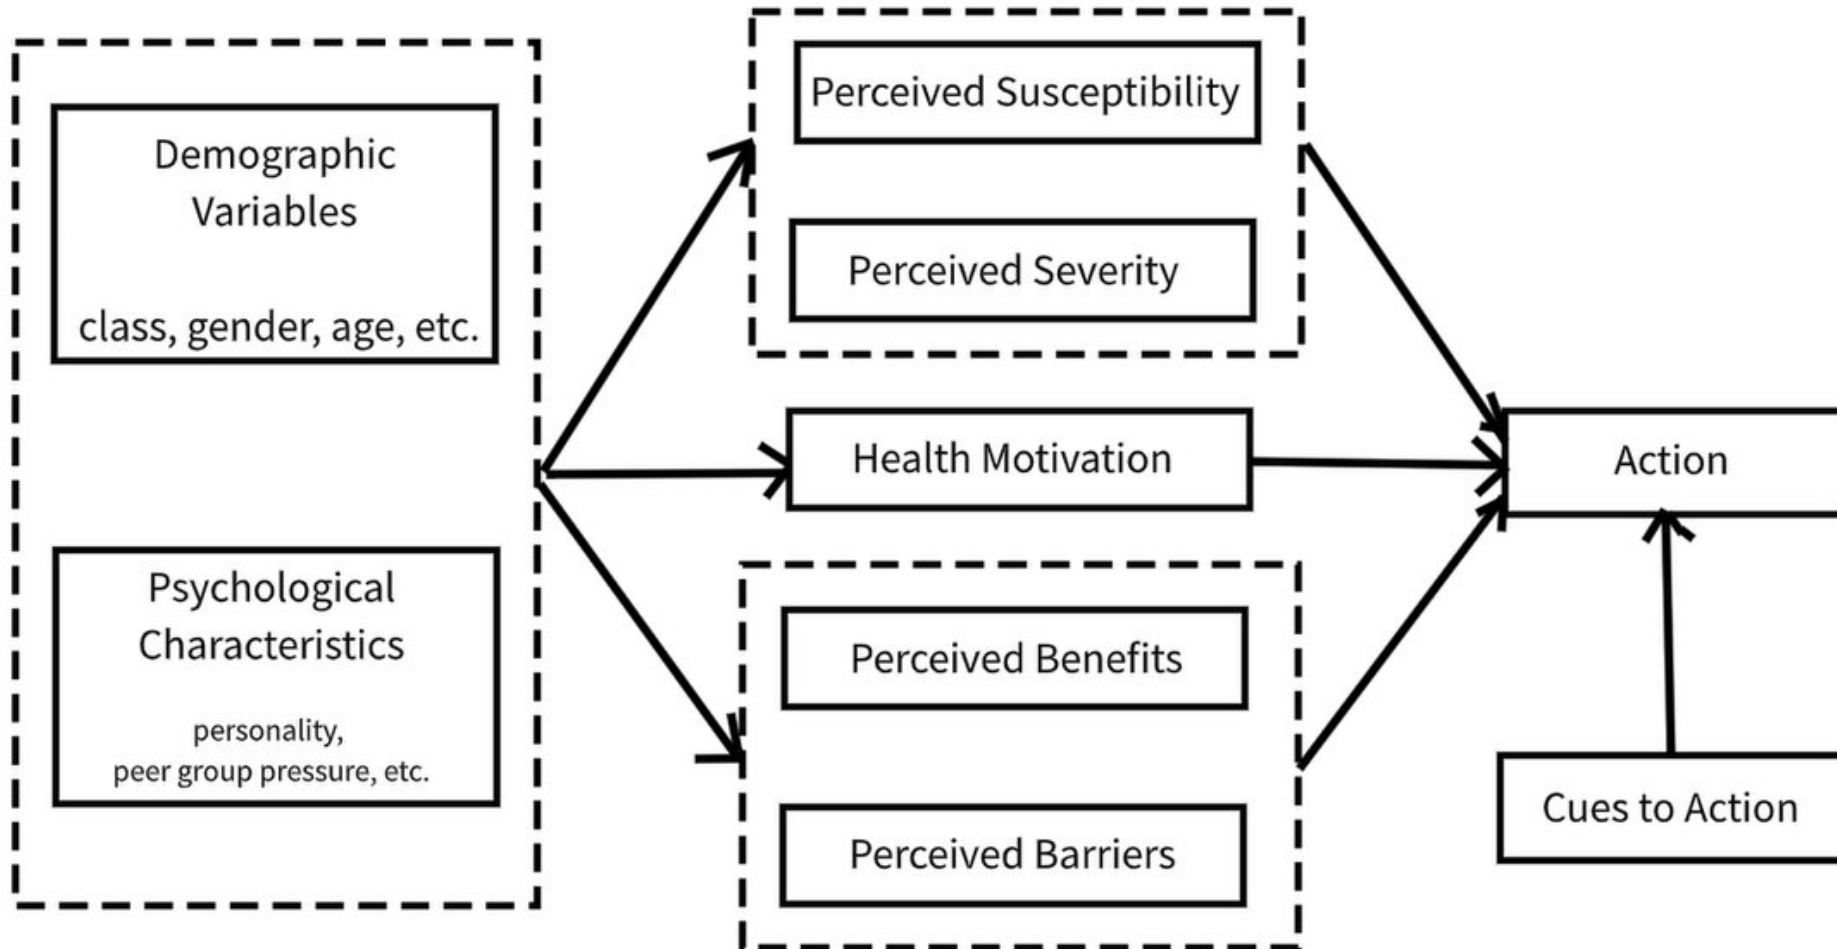 Demographic
Variables
class, gender, age, etc.
Psychological
Characteristics
personality,
peer group pressure, etc.
Perceived Susceptibility
Perceived Severity
Health Motivation
Perceived Benefits
Perceived Barriers
Action
Cues to Action